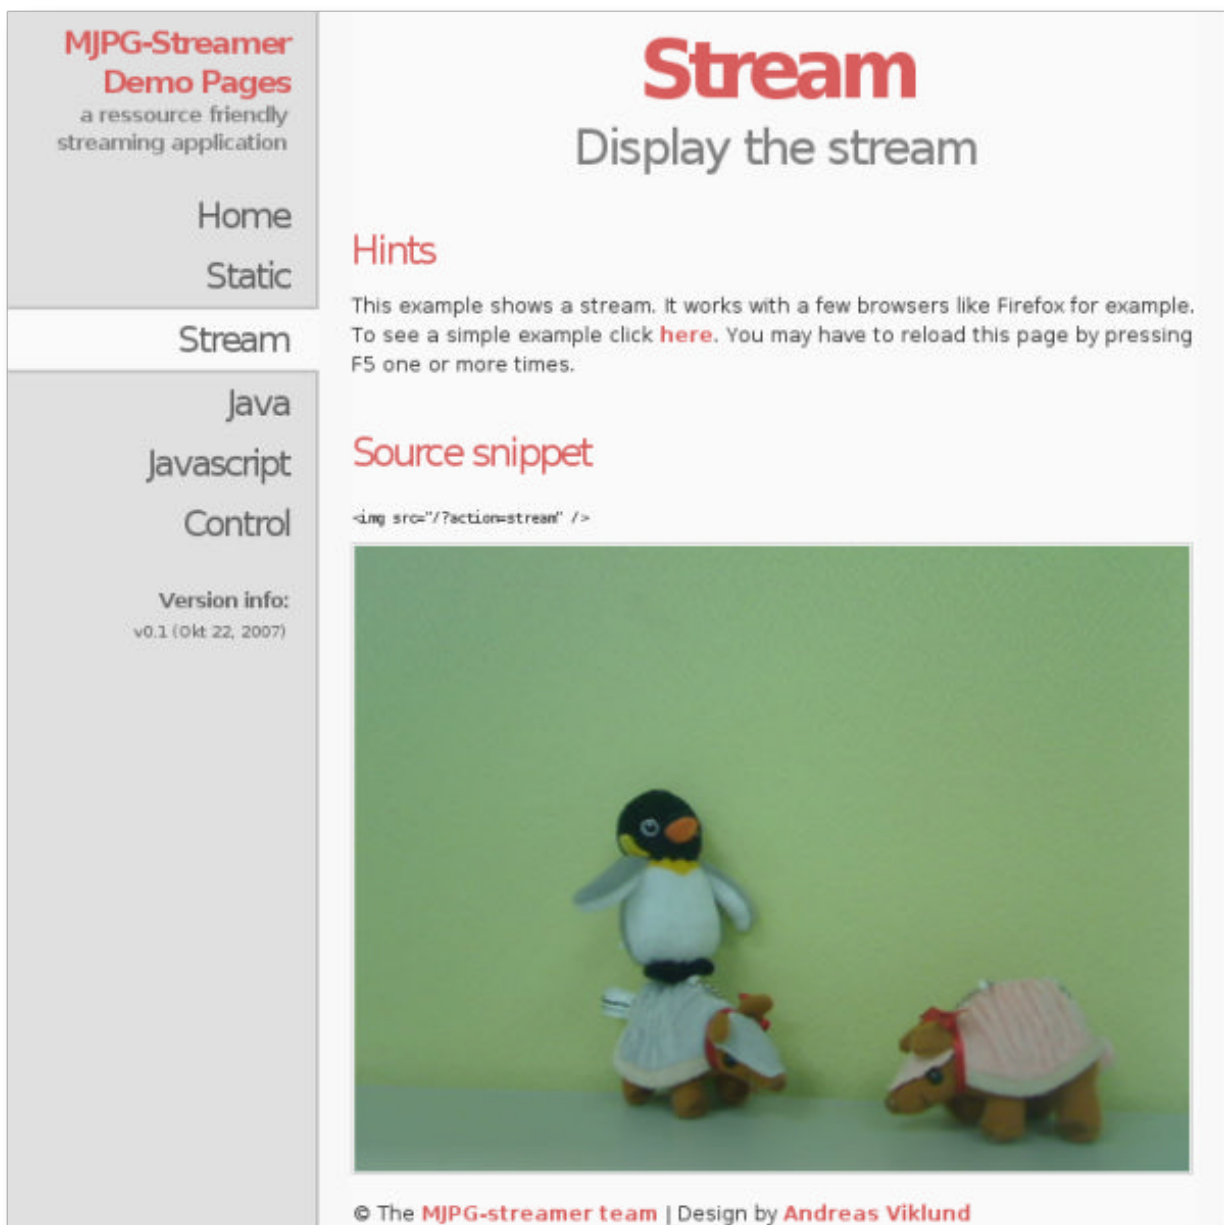 MJPG-Streamer
Demo Pages
a ressource friendly
streaming application
Home
Static
Stream
Java
Javascript
Control
Version info:
v0.1 (Okt 22, 2007)
Stream
Display the stream
Hints
This example shows a stream. It works with a few browsers like Firefox for example.
To see a simple example click here. You may have to reload this page by pressing
F5 one or more times.
Source snippet
<img src="/?action=stream" />
© The MJPG-streamer team | Design by Andreas Viklund